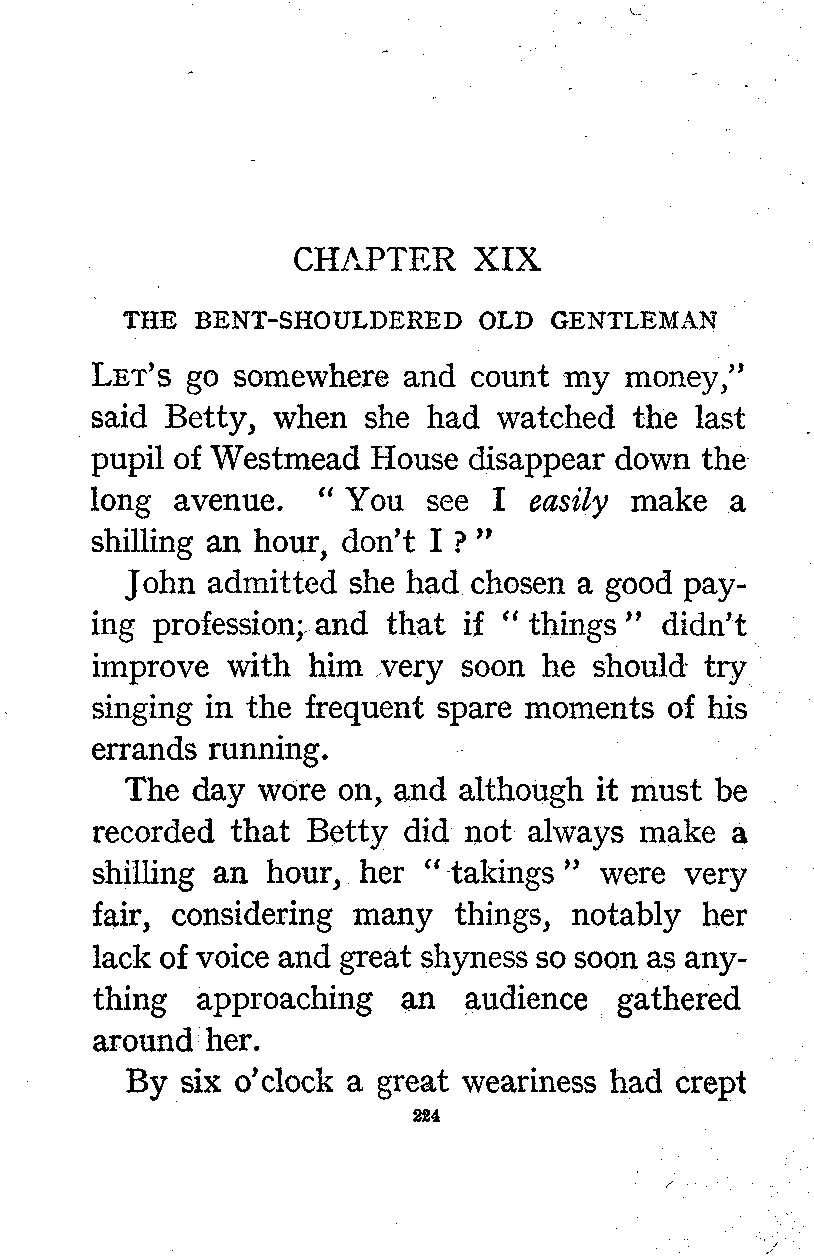 CHAPTER XIX
THE BENT-SHOULDERED OLD GENTLEMAN
LET'S go somewhere and count my money,"
said Betty, when she had watched the last
pupil of Westmead House disappear down the
long avenue. " You see I easily make a
shilling an hour, don't I ? "
John admitted she had chosen a good pay-
ing profession; and that if " things " didn't
improve with him very soon he should try
singing in the frequent spare moments of his
errands running.
The day wore on, and although it must be
recorded that Betty did not always make a
shilling an hour, her " takings " were very
fair, considering many things, notably her
lack of voice and great shyness so soon as any-
thing approaching an audience gathered
around her.
By six o'clock a great weariness had crept
224